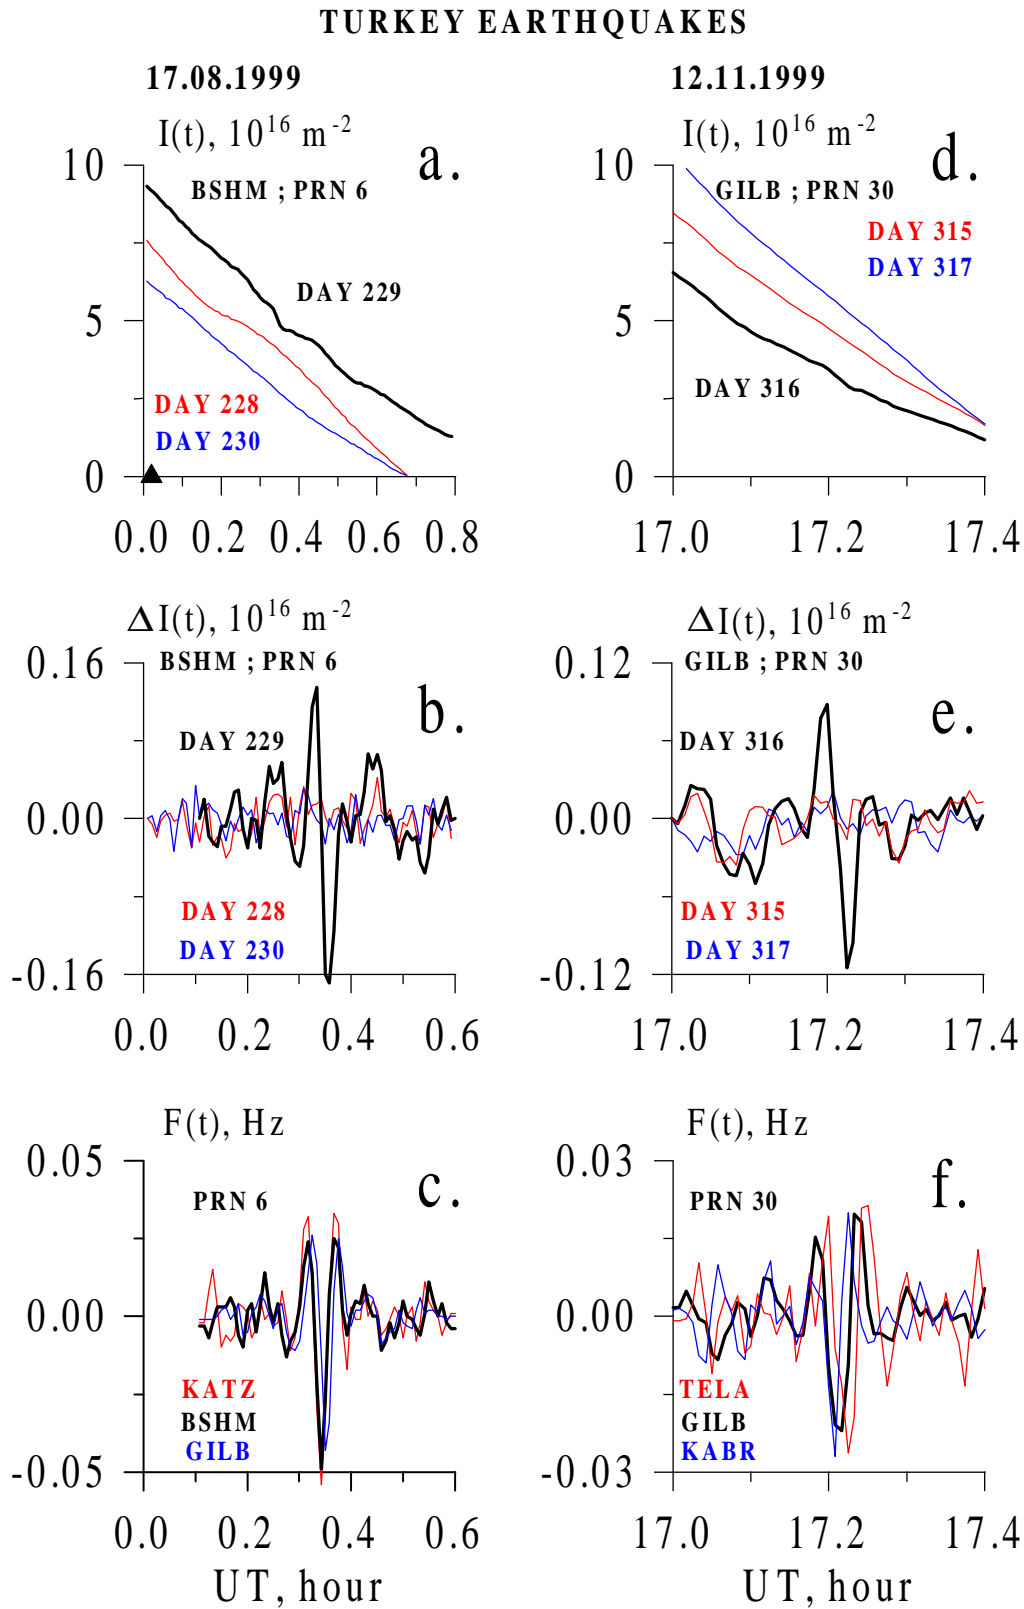 TURKEY EARTHQUAKES
17.08.1999
I(t), 10^16 m^-2
a.
10
5
0
BSHM ; PRN 6
DAY 229
DAY 228
DAY 230
0.0 0.2 0.4 0.6 0.8
12.11.1999
I(t), 10^16 m^-2
d.
10
5
0
GILB ; PRN 30
DAY 315
DAY 317
DAY 316
17.0 17.2 17.4
ΔI(t), 10^16 m^-2
0.16
0.00
-0.16
BSHM ; PRN 6
b.
DAY 229
DAY 228
DAY 230
0.0 0.2 0.4 0.6
ΔI(t), 10^16 m^-2
0.12
0.00
-0.12
GILB ; PRN 30
e.
DAY 316
DAY 315
DAY 317
17.0 17.2 17.4
F(t), Hz
0.05
0.00
-0.05
PRN 6
c.
KATZ
BSHM
GILB
0.0 0.2 0.4 0.6
UT, hour
F(t), Hz
0.03
0.00
-0.03
PRN 30
f.
TELA
GILB
KABR
17.0 17.2 17.4
UT, hour